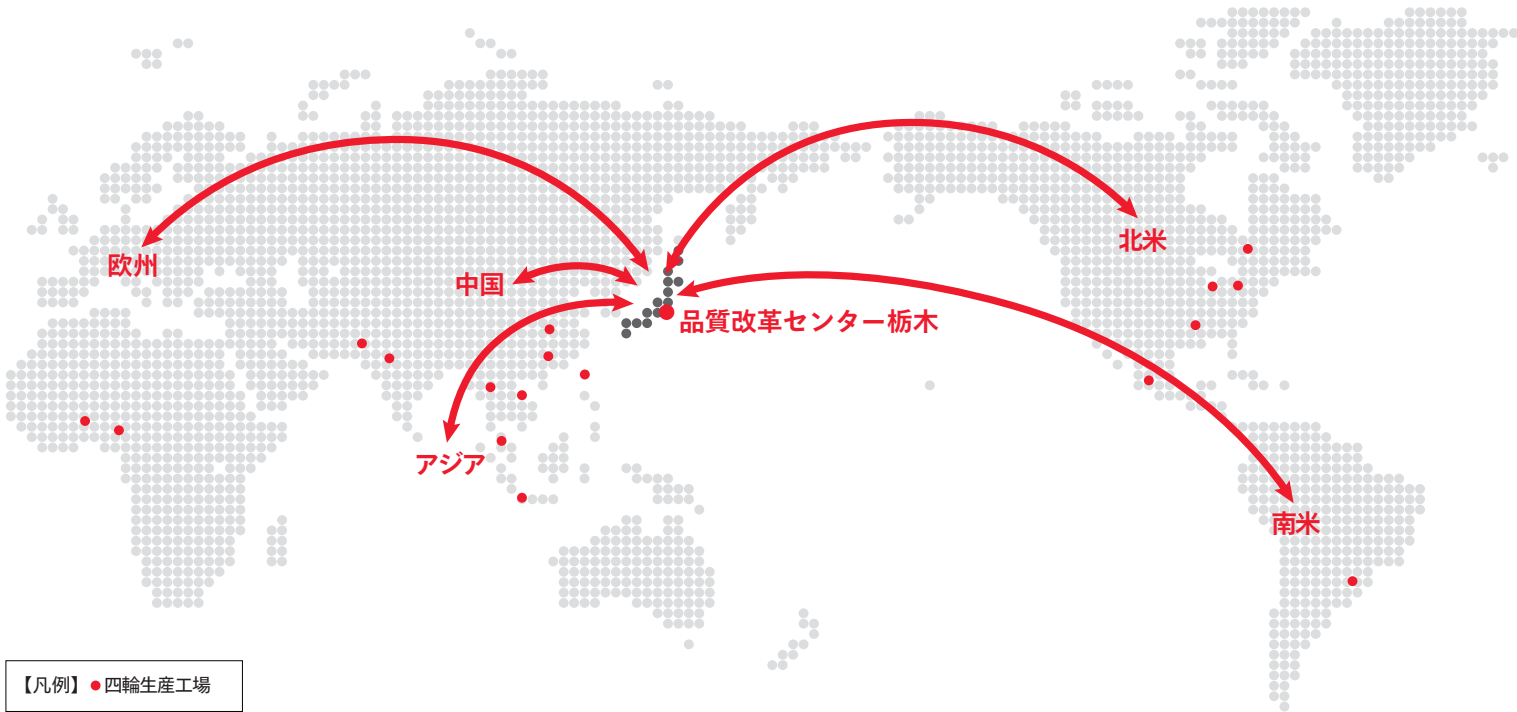 北米
欧州
中国
品質改革センター栃木
アジア
南米
【凡例】●四輪生産工場